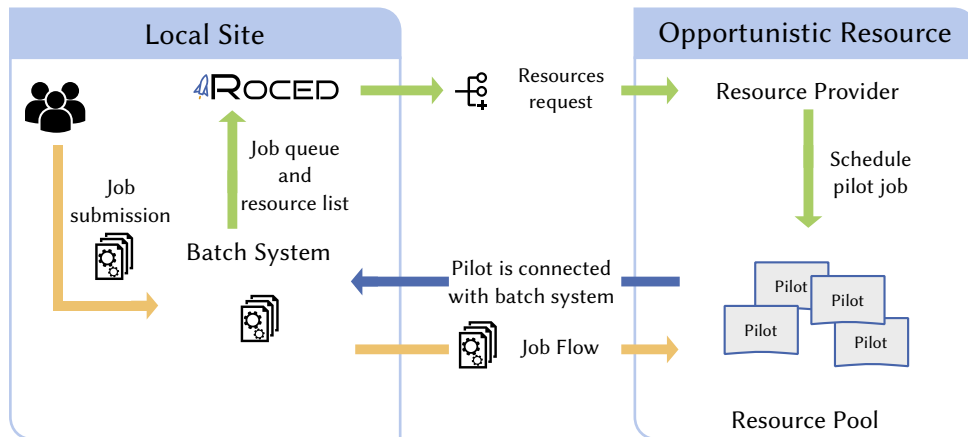 Local Site
Opportunistic Resource
ROCED
Resources
request
Resource Provider
Job queue
and
resource list
Schedule
pilot job
Job
submission
Batch System
Pilot is connected
with batch system
Pilot
Pilot
Pilot
Pilot
Job Flow
Resource Pool